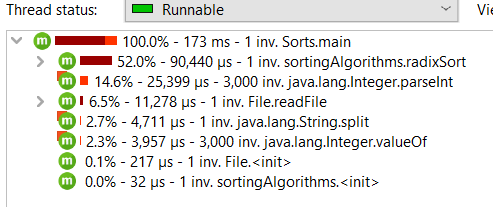 Thread status: Runnable Vie
m 100.0% - 173 ms - 1 inv. Sorts.main
m 52.0% - 90,440 µs - 1 inv. sortingAlgorithms.radixSort
m 14.6% - 25,399 µs - 3,000 inv. java.lang.Integer.parseInt
m 6.5% - 11,278 µs - 1 inv. File.readFile
m 2.7% - 4,711 µs - 1 inv. java.lang.String.split
m 2.3% - 3,957 µs - 3,000 inv. java.lang.Integer.valueOf
m 0.1% - 217 µs - 1 inv. File.<init>
m 0.0% - 32 µs - 1 inv. sortingAlgorithms.<init>